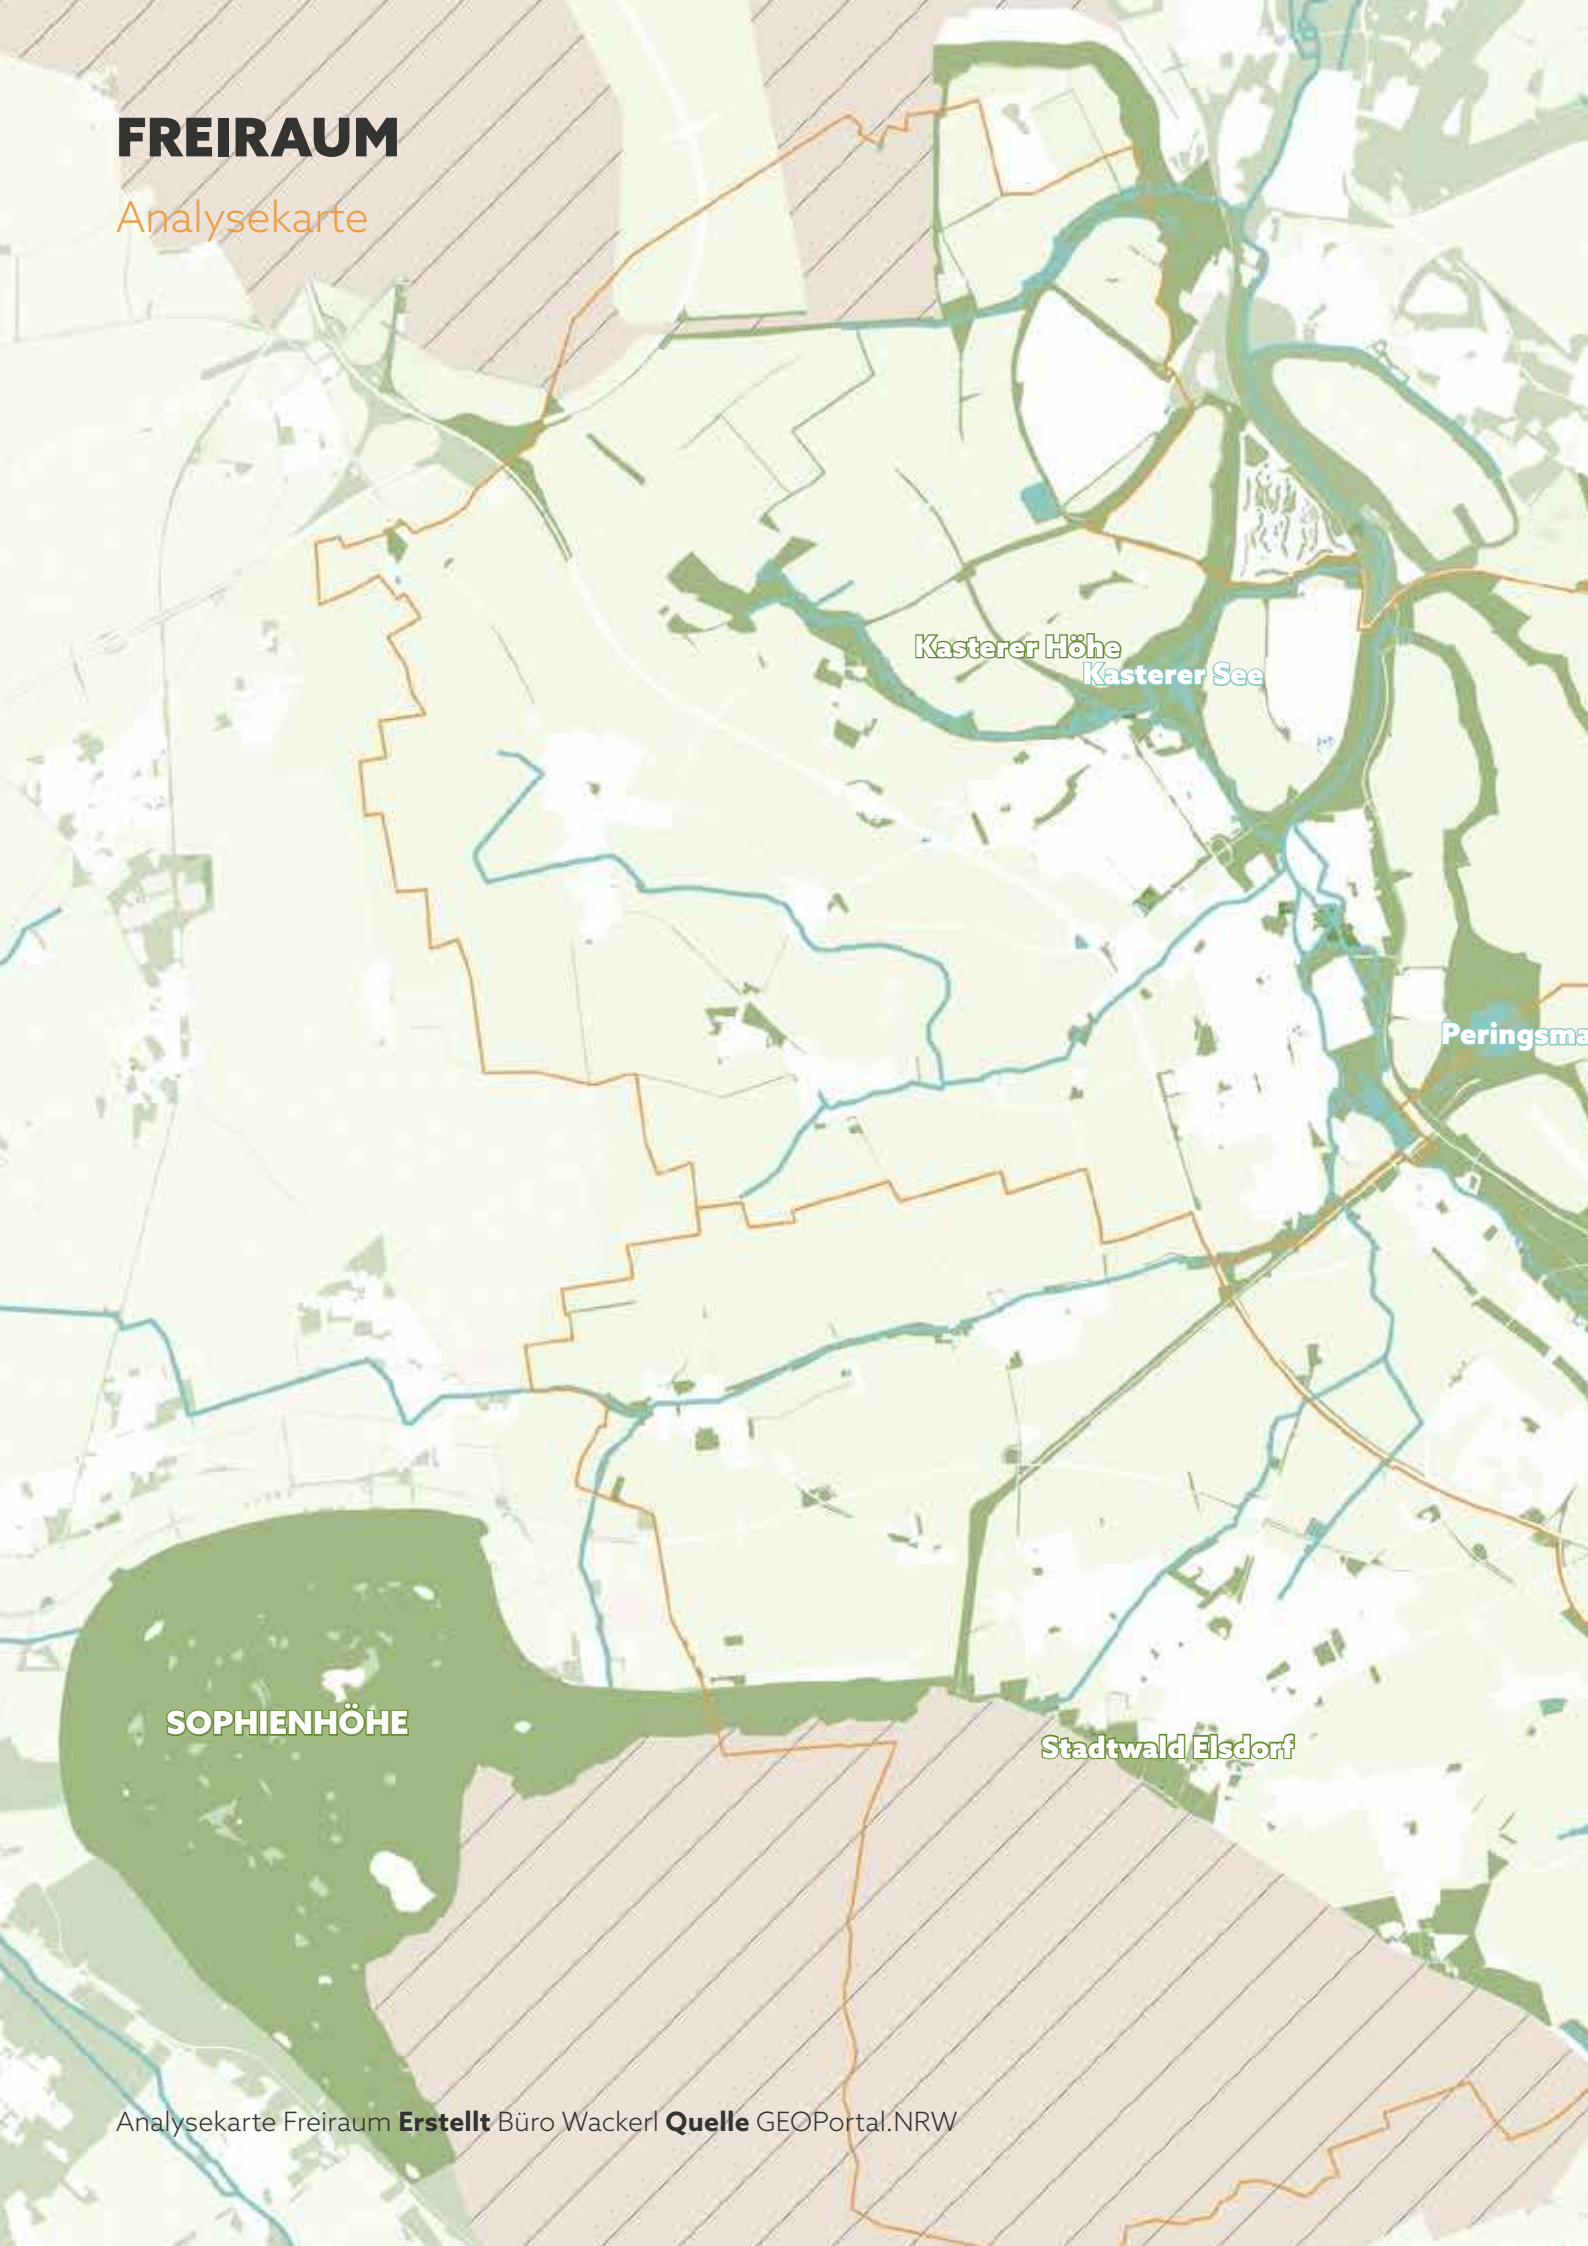 FREIRAUM
Analysekarte
Kasterer Höhe
Kasterer See
Peringsma
SOPHIENHÖHE
Stadtwald Elsdorf
Analysekarte Freiraum Erstellt Büro Wackerl Quelle GEOPortal.NRW